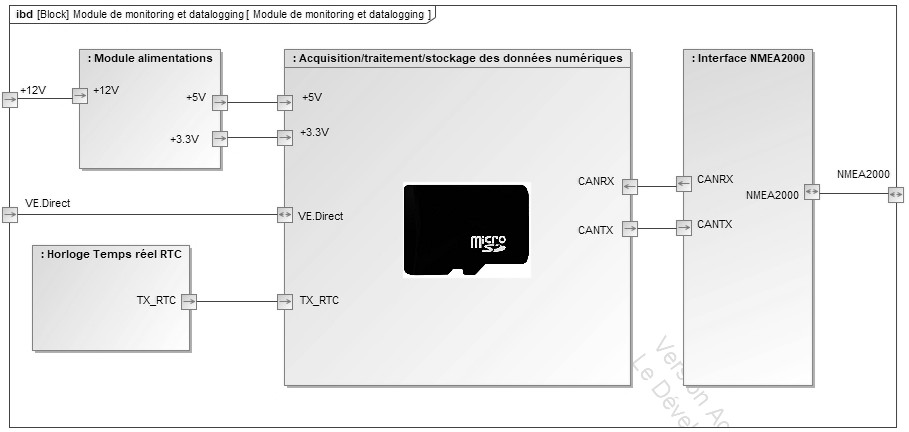 ibd [Block] Module de monitoring et datalogging [ Module de monitoring et datalogging ]
: Module alimentations
: Acquisition/traitement/stockage des données numériques
: Interface NMEA2000
+12V
+12V
+5V
+5V
+3.3V
+3.3V
CANRX
CANRX
NMEA2000
NMEA2000
VE.Direct
VE.Direct
CANTX
CANTX
micro
SD
: Horloge Temps réel RTC
TX_RTC
TX_RTC
Le